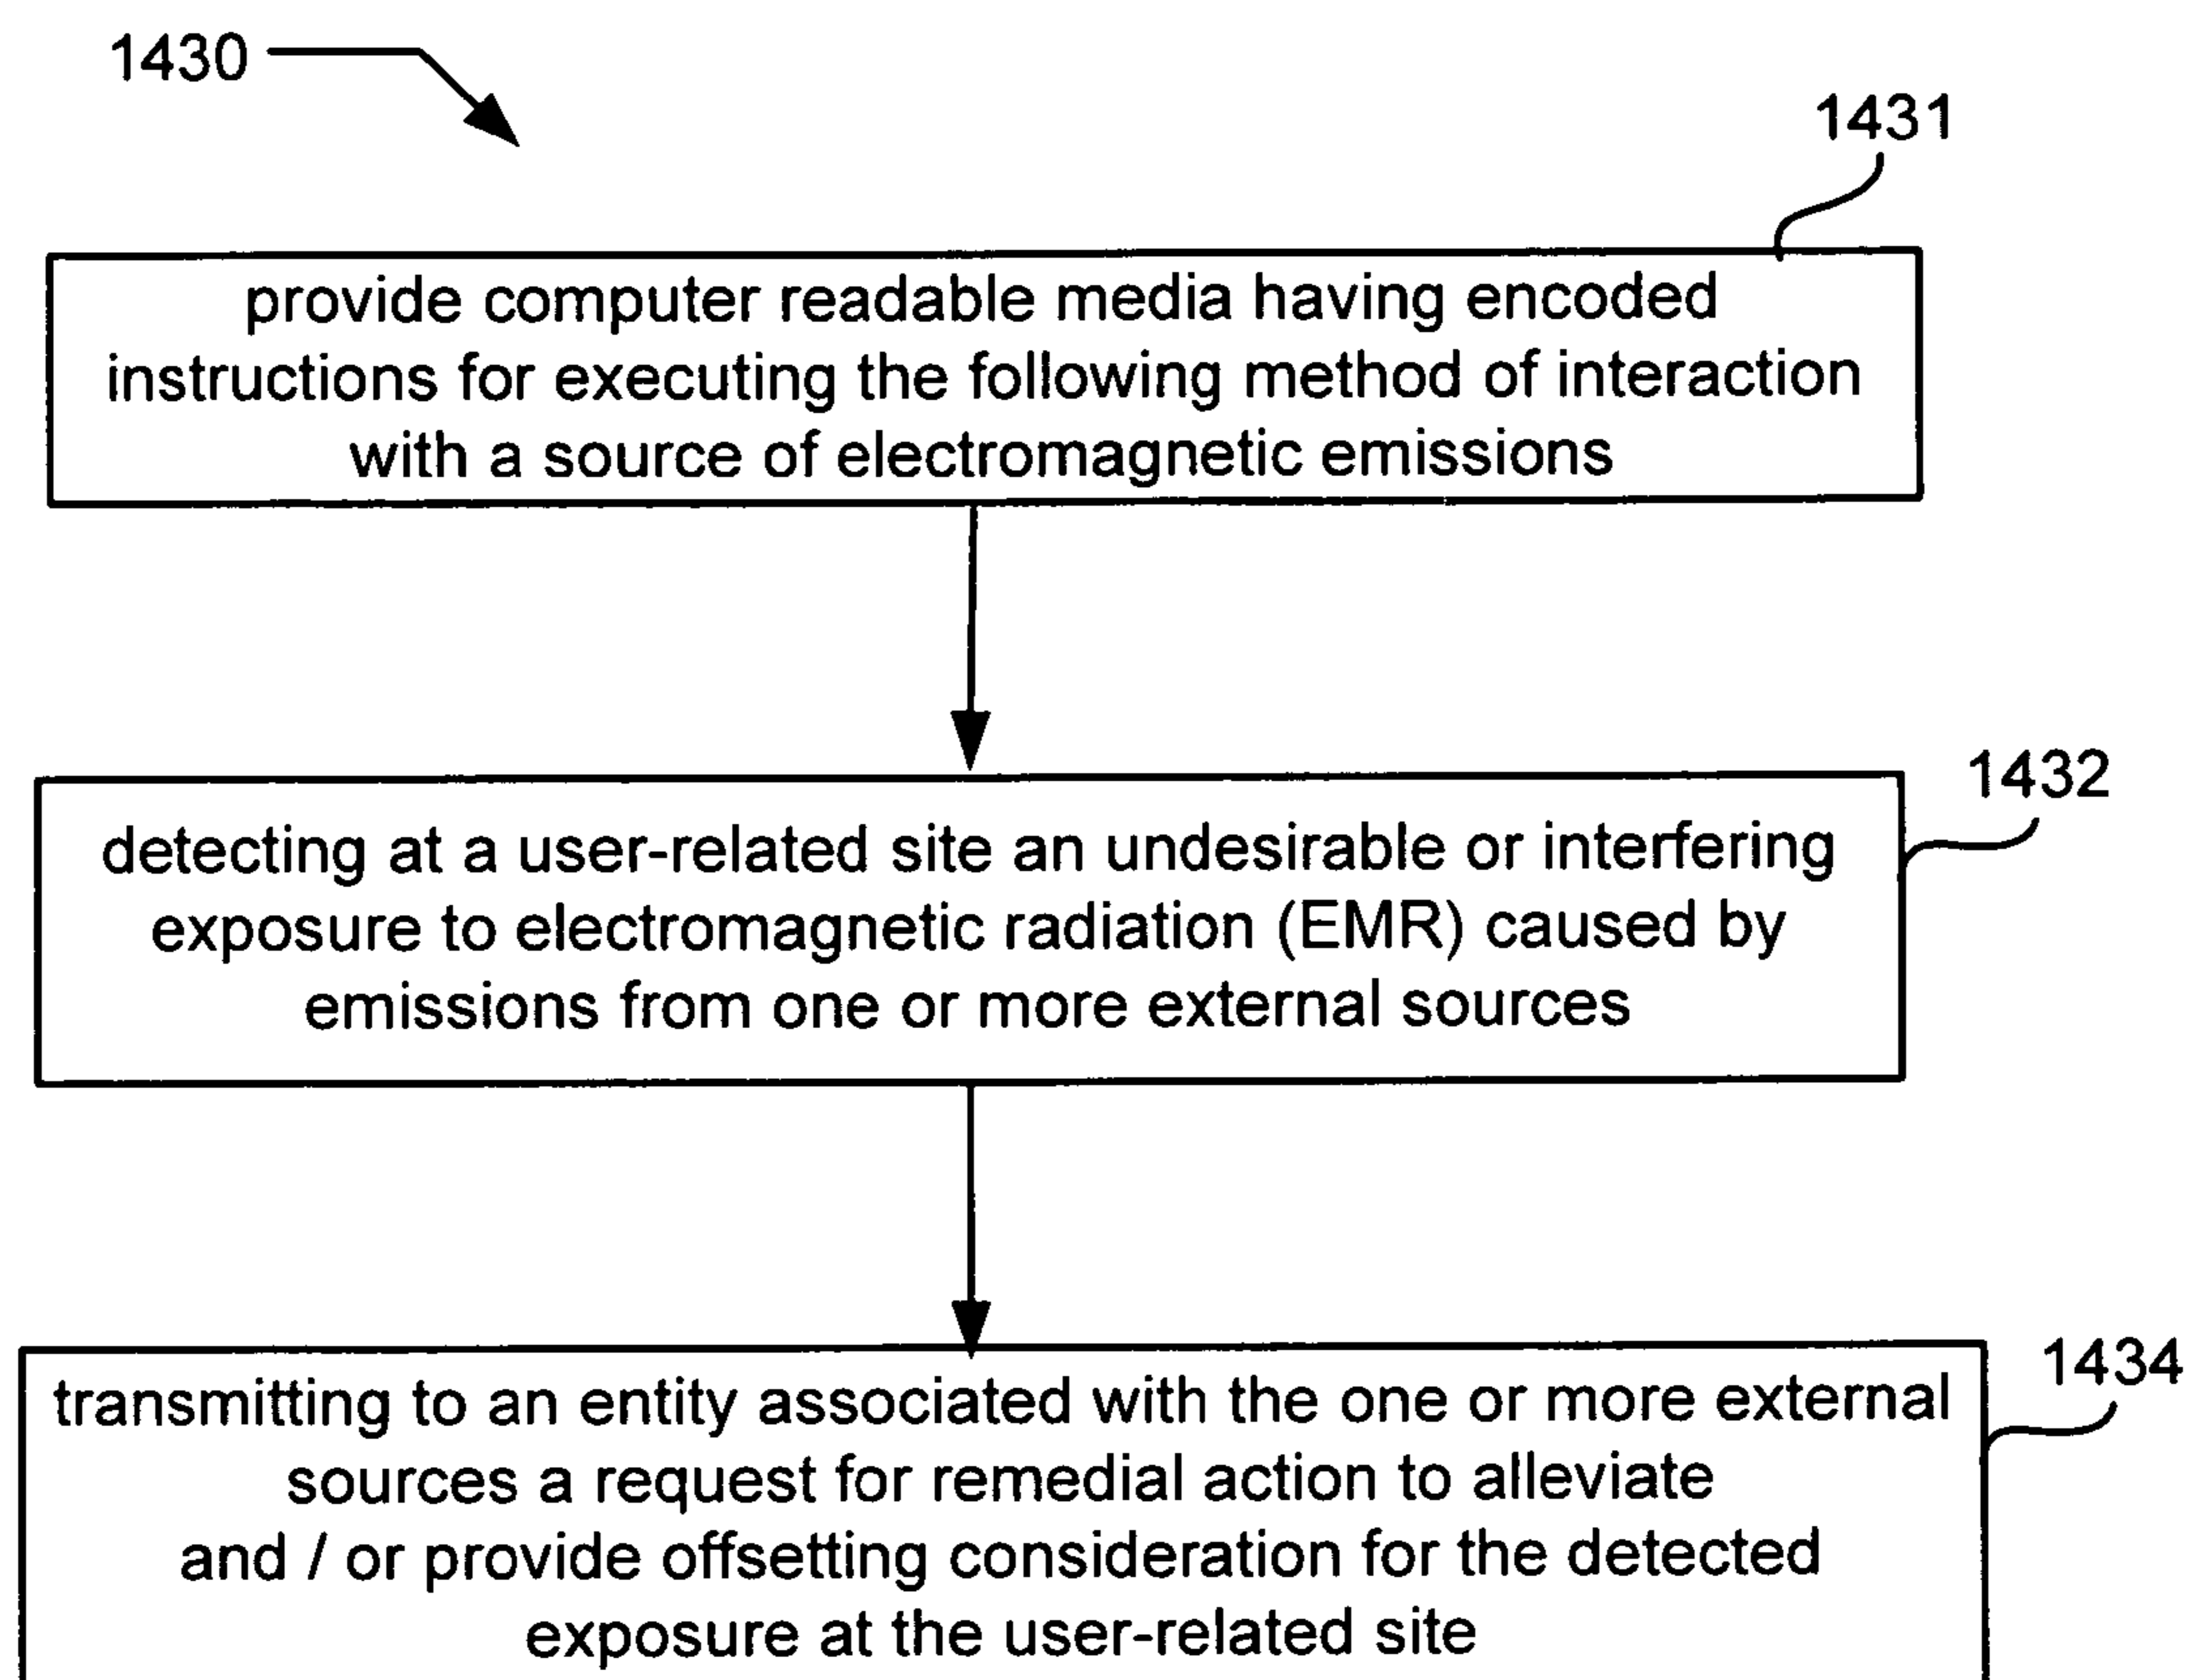 1430
1431
provide computer readable media having encoded
instructions for executing the following method of interaction
with a source of electromagnetic emissions
1432
detecting at a user-related site an undesirable or interfering
exposure to electromagnetic radiation (EMR) caused by
emissions from one or more external sources
1434
transmitting to an entity associated with the one or more external
sources a request for remedial action to alleviate
and / or provide offsetting consideration for the detected
exposure at the user-related site